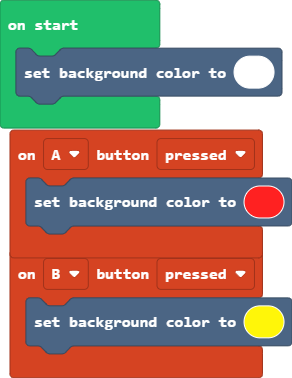 on start
set background color to
on A button pressed
set background color to
on B button pressed
set background color to